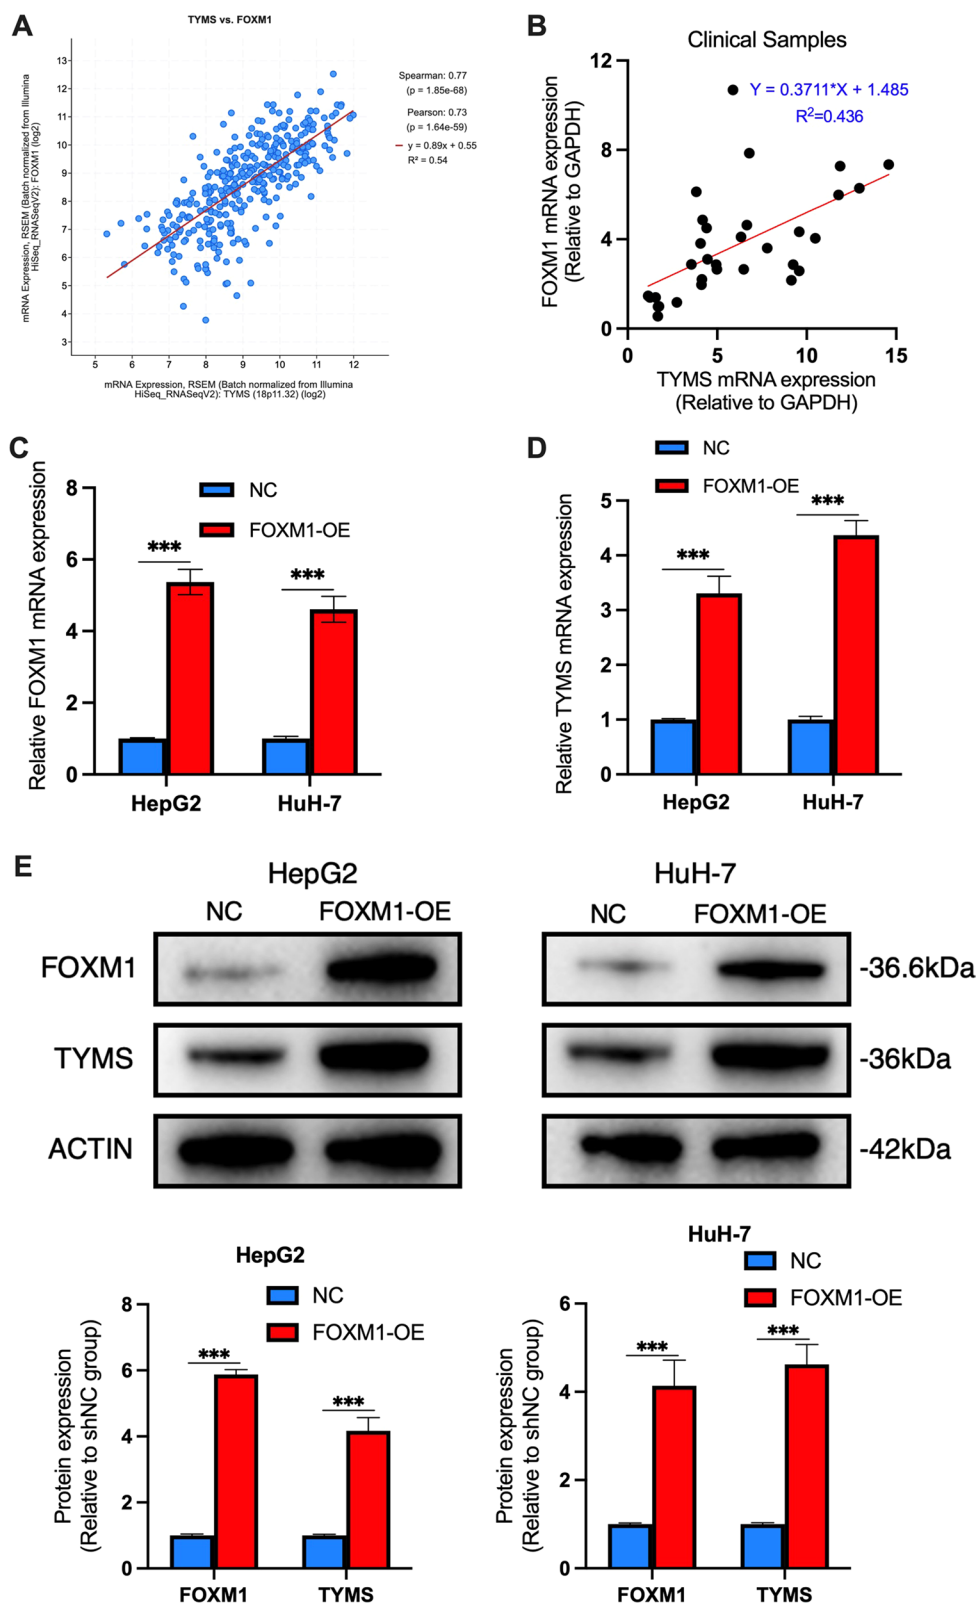 A
TYMS vs. FOXM1
mRNA Expression, RSEM (Batch normalized from Illumina
HiSeq_RNASeqV2): FOXM1 (log2)
13
12
11
10
9
8
7
6
5
4
3
5 6 7 8 9 10 11 12
mRNA Expression, RSEM (Batch normalized from Illumina
HiSeq_RNASeqV2): TYMS (18p11.32) (log2)
Spearman: 0.77
(p = 1.85e-68)
Pearson: 0.73
(p = 1.64e-59)
y = 0.89x + 0.55
R² = 0.54
B
Clinical Samples
FOXM1 mRNA expression
(Relative to GAPDH)
12
8
4
0
0 5 10 15
Y = 0.3711*X + 1.485
R²=0.436
TYMS mRNA expression
(Relative to GAPDH)
C
Relative FOXM1 mRNA expression
8
6
4
2
0
NC
FOXM1-OE
***
***
HepG2 HuH-7
D
NC
FOXM1-OE
Relative TYMS mRNA expression
5
4
3
2
1
0
***
***
HepG2 HuH-7
E
HepG2 HuH-7
NC FOXM1-OE NC FOXM1-OE
FOXM1 -36.6kDa
TYMS -36kDa
ACTIN -42kDa
HepG2
NC
FOXM1-OE
Protein expression
(Relative to shNC group)
8
6
4
2
0
***
***
FOXM1 TYMS
HuH-7
NC
FOXM1-OE
Protein expression
(Relative to shNC group)
6
4
2
0
***
***
FOXM1 TYMS